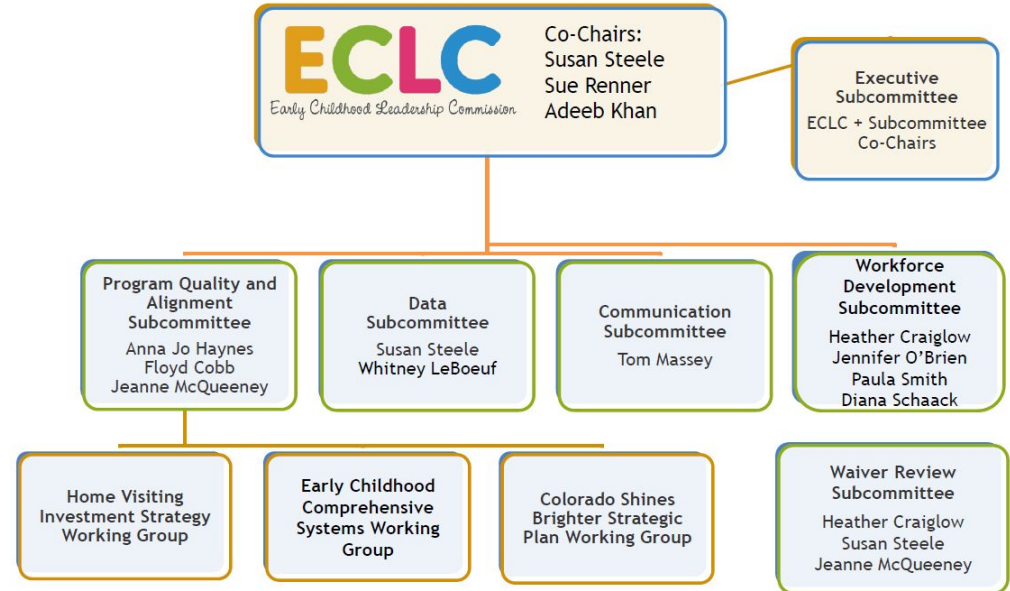 ECLC
Early Childhood Leadership Commission
Co-Chairs:
Susan Steele
Sue Renner
Adeeb Khan
Executive
Subcommittee
ECLC + Subcommittee
Co-Chairs
Program Quality and
Alignment
Subcommittee
Anna Jo Haynes
Floyd Cobb
Jeanne McQueeney
Data
Subcommittee
Susan Steele
Whitney LeBoeuf
Communication
Subcommittee
Tom Massey
Workforce
Development
Subcommittee
Heather Craiglow
Jennifer O’Brien
Paula Smith
Diana Schaack
Home Visiting
Investment Strategy
Working Group
Early Childhood
Comprehensive
Systems Working
Group
Colorado Shines
Brighter Strategic
Plan Working Group
Waiver Review
Subcommittee
Heather Craiglow
Susan Steele
Jeanne McQueeney